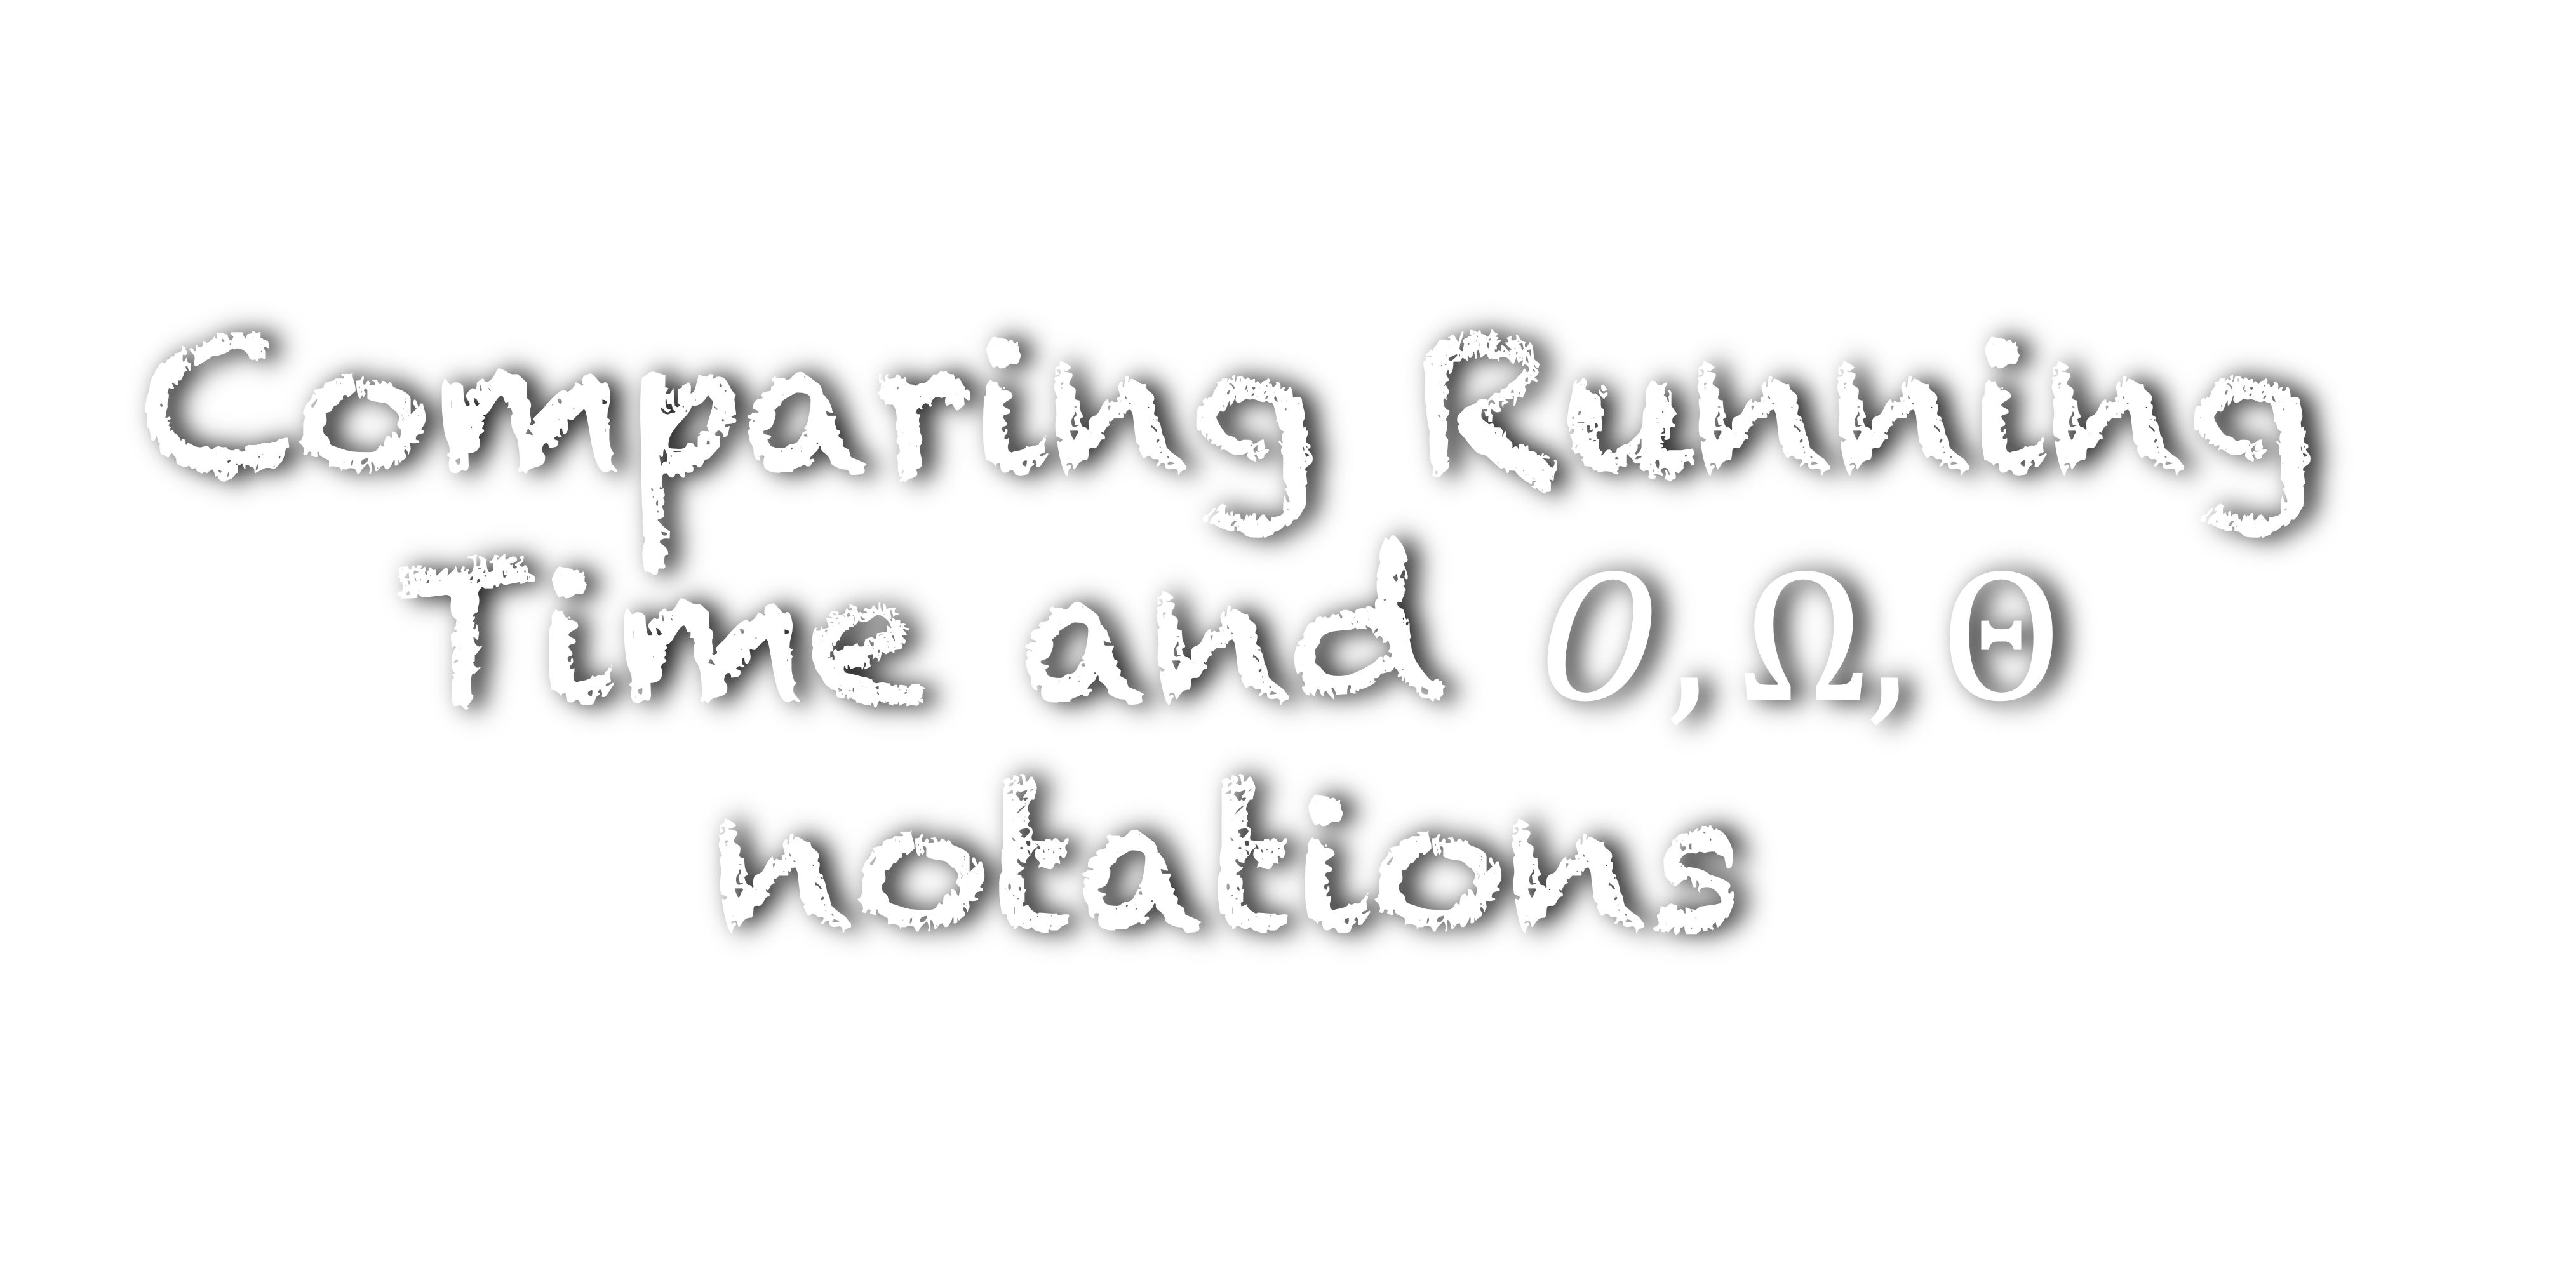 Comparing Running
Time and O, Ω, Θ
notations